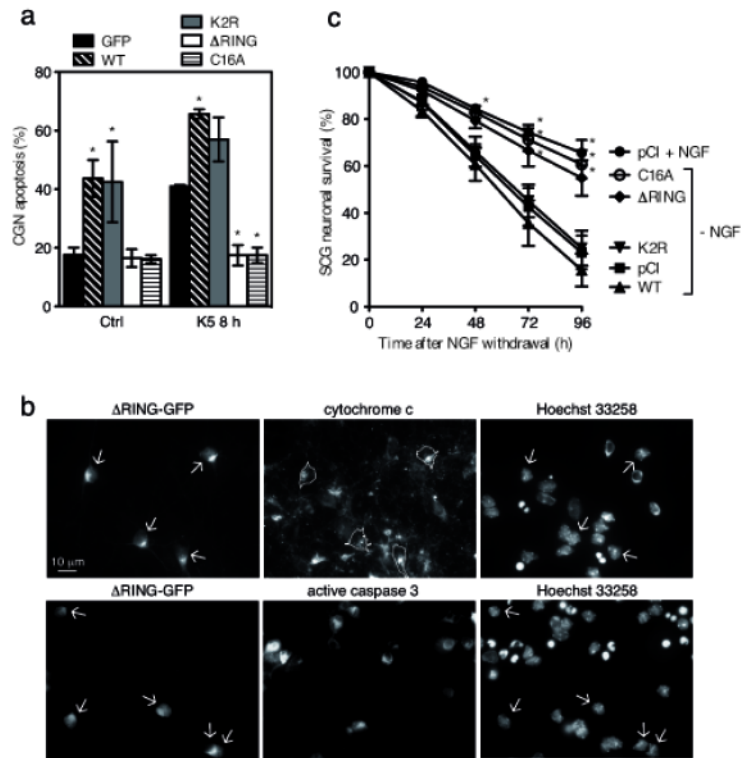 a
GFP
WT
K2R
ΔRING
C16A
80
60
40
20
0
CGN apoptosis (%)
* * * * *
Ctrl
K5 8 h
c
100
80
60
40
20
0
SCG neuronal survival (%)
* * * * * * *
0 24 48 72 96
Time after NGF withdrawal (h)
pCI + NGF
C16A
ΔRING
K2R
pCI
WT
- NGF
b
ΔRING-GFP
cytochrome c
Hoechst 33258
10 µm
ΔRING-GFP
active caspase 3
Hoechst 33258